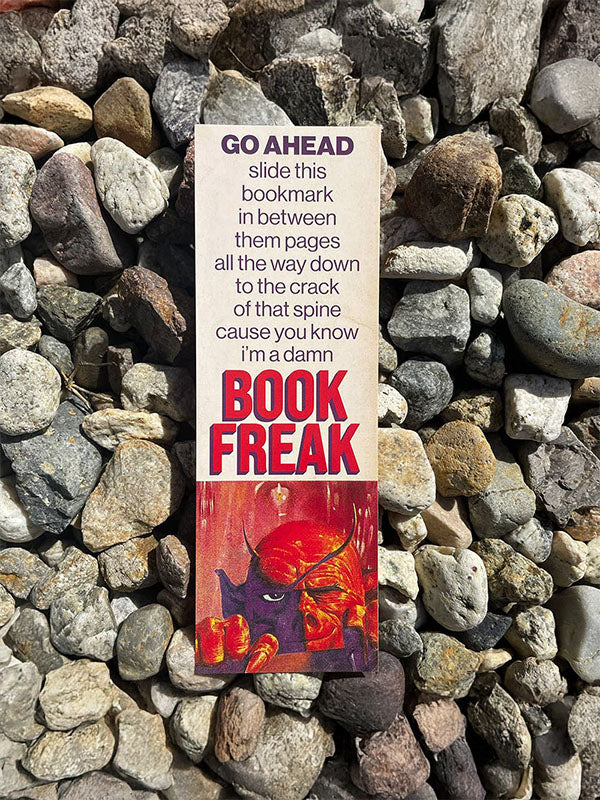 GO AHEAD
slide this
bookmark
in between
them pages
all the way down
to the crack
of that spine
cause you know
i'm a damn
BOOK
FREAK